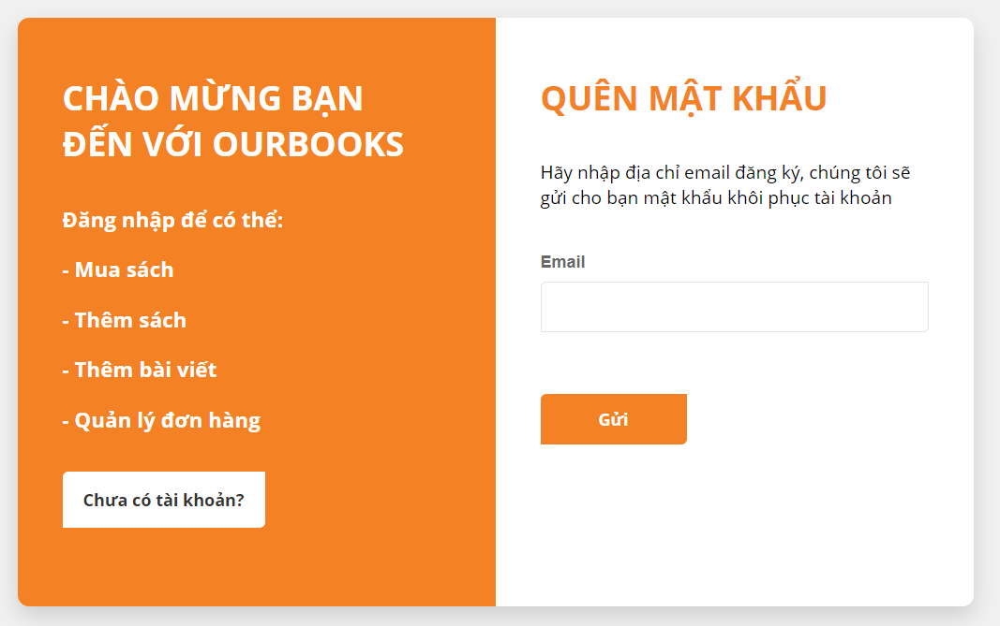 CHÀO MỪNG BẠN
ĐẾN VỚI OURBOOKS
Đăng nhập để có thể:
- Mua sách
- Thêm sách
- Thêm bài viết
- Quản lý đơn hàng
Chưa có tài khoản?
QUÊN MẬT KHẨU
Hãy nhập địa chỉ email đăng ký, chúng tôi sẽ
gửi cho bạn mật khẩu khôi phục tài khoản
Email
Gửi